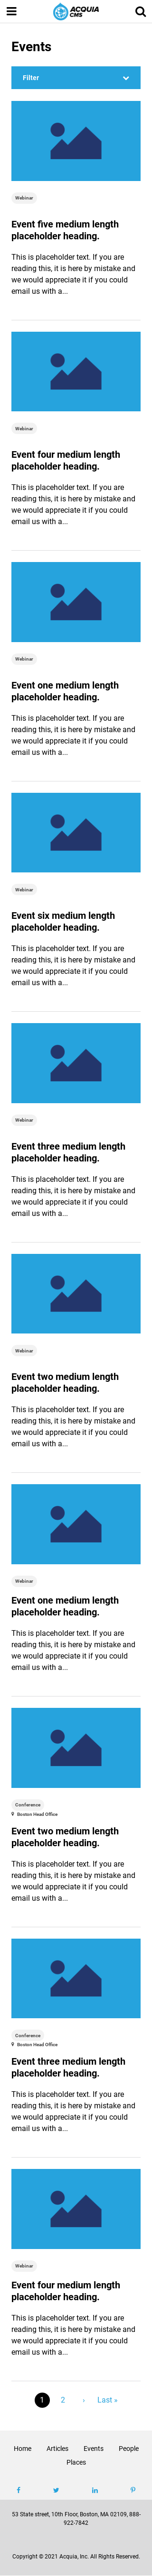 ACQUIA
CMS
Events
Filter
Webinar
Event five medium length
placeholder heading.
This is placeholder text. If you are
reading this, it is here by mistake and
we would appreciate it if you could
email us with a...
Webinar
Event four medium length
placeholder heading.
This is placeholder text. If you are
reading this, it is here by mistake and
we would appreciate it if you could
email us with a...
Webinar
Event one medium length
placeholder heading.
This is placeholder text. If you are
reading this, it is here by mistake and
we would appreciate it if you could
email us with a...
Webinar
Event six medium length
placeholder heading.
This is placeholder text. If you are
reading this, it is here by mistake and
we would appreciate it if you could
email us with a...
Webinar
Event three medium length
placeholder heading.
This is placeholder text. If you are
reading this, it is here by mistake and
we would appreciate it if you could
email us with a...
Webinar
Event two medium length
placeholder heading.
This is placeholder text. If you are
reading this, it is here by mistake and
we would appreciate it if you could
email us with a...
Webinar
Event one medium length
placeholder heading.
This is placeholder text. If you are
reading this, it is here by mistake and
we would appreciate it if you could
email us with a...
Conference
Boston Head Office
Event two medium length
placeholder heading.
This is placeholder text. If you are
reading this, it is here by mistake and
we would appreciate it if you could
email us with a...
Conference
Boston Head Office
Event three medium length
placeholder heading.
This is placeholder text. If you are
reading this, it is here by mistake and
we would appreciate it if you could
email us with a...
Webinar
Event four medium length
placeholder heading.
This is placeholder text. If you are
reading this, it is here by mistake and
we would appreciate it if you could
email us with a...
1 2 › Last »
Home Articles Events People
Places
53 State street, 10th Floor, Boston, MA 02109, 888-
922-7842
Copyright © 2021 Acquia, Inc. All Rights Reserved.